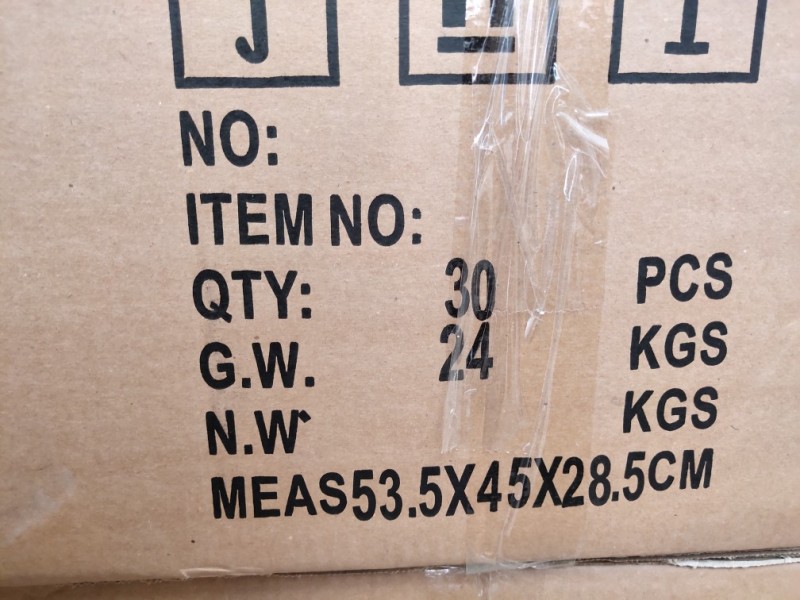 NO:
ITEM NO:
QTY: 30 PCS
G.W. 24 KGS
N.W. KGS
MEAS53.5X45X28.5CM